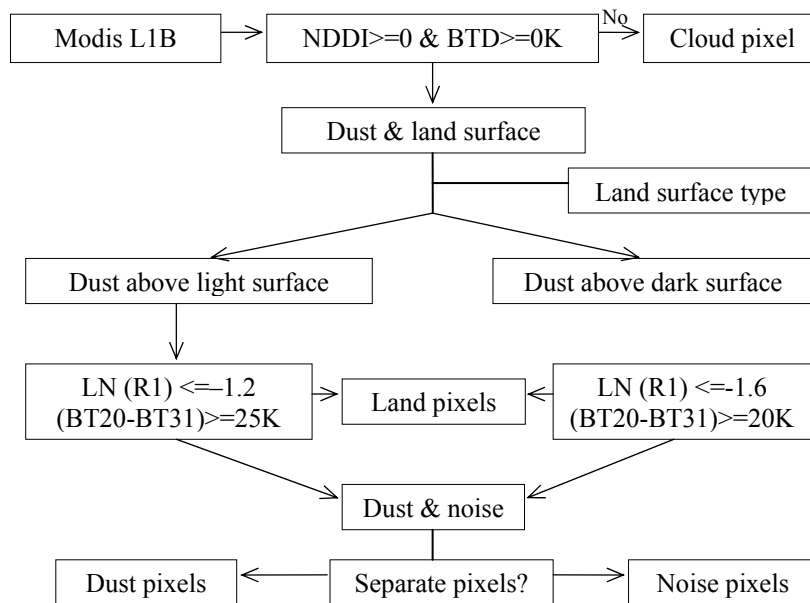 Modis L1B
NDDI>=0 & BTD>=0K
No
Cloud pixel
Dust & land surface
Land surface type
Dust above light surface
Dust above dark surface
LN (R1) <=–1.2
(BT20-BT31)>=25K
Land pixels
LN (R1) <=-1.6
(BT20-BT31)>=20K
Dust & noise
Dust pixels
Separate pixels?
Noise pixels